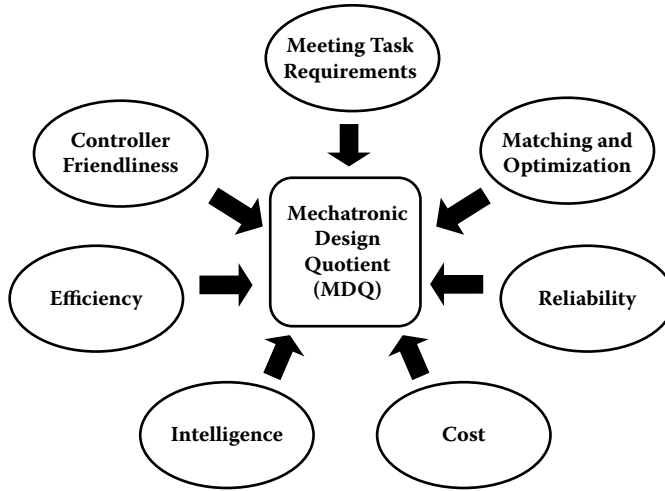 Meeting Task
Requirements
Controller
Friendliness
Matching and
Optimization
Mechatronic
Design
Quotient
(MDQ)
Efficiency
Reliability
Intelligence
Cost